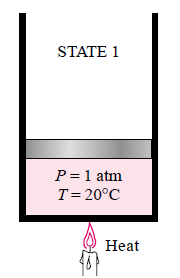 STATE 1
P = 1 atm
T = 20°C
Heat